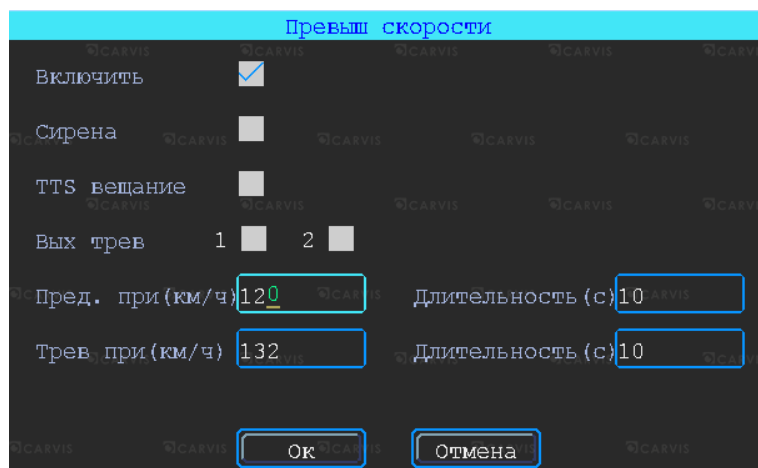 Превыш скорости
Включить
Сирена
TTS вещание
Вых трев 1 2
Пред. при(км/ч) 120 Длительность(с) 10
Трев при(км/ч) 132 Длительность(с) 10
Ок Отмена
CARVIS